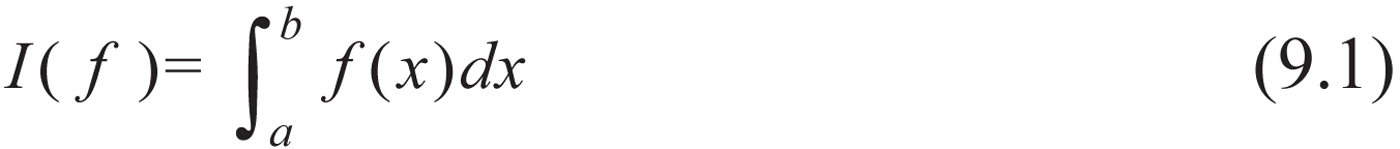 I(f)=∫_a^b f(x)dx (9.1)